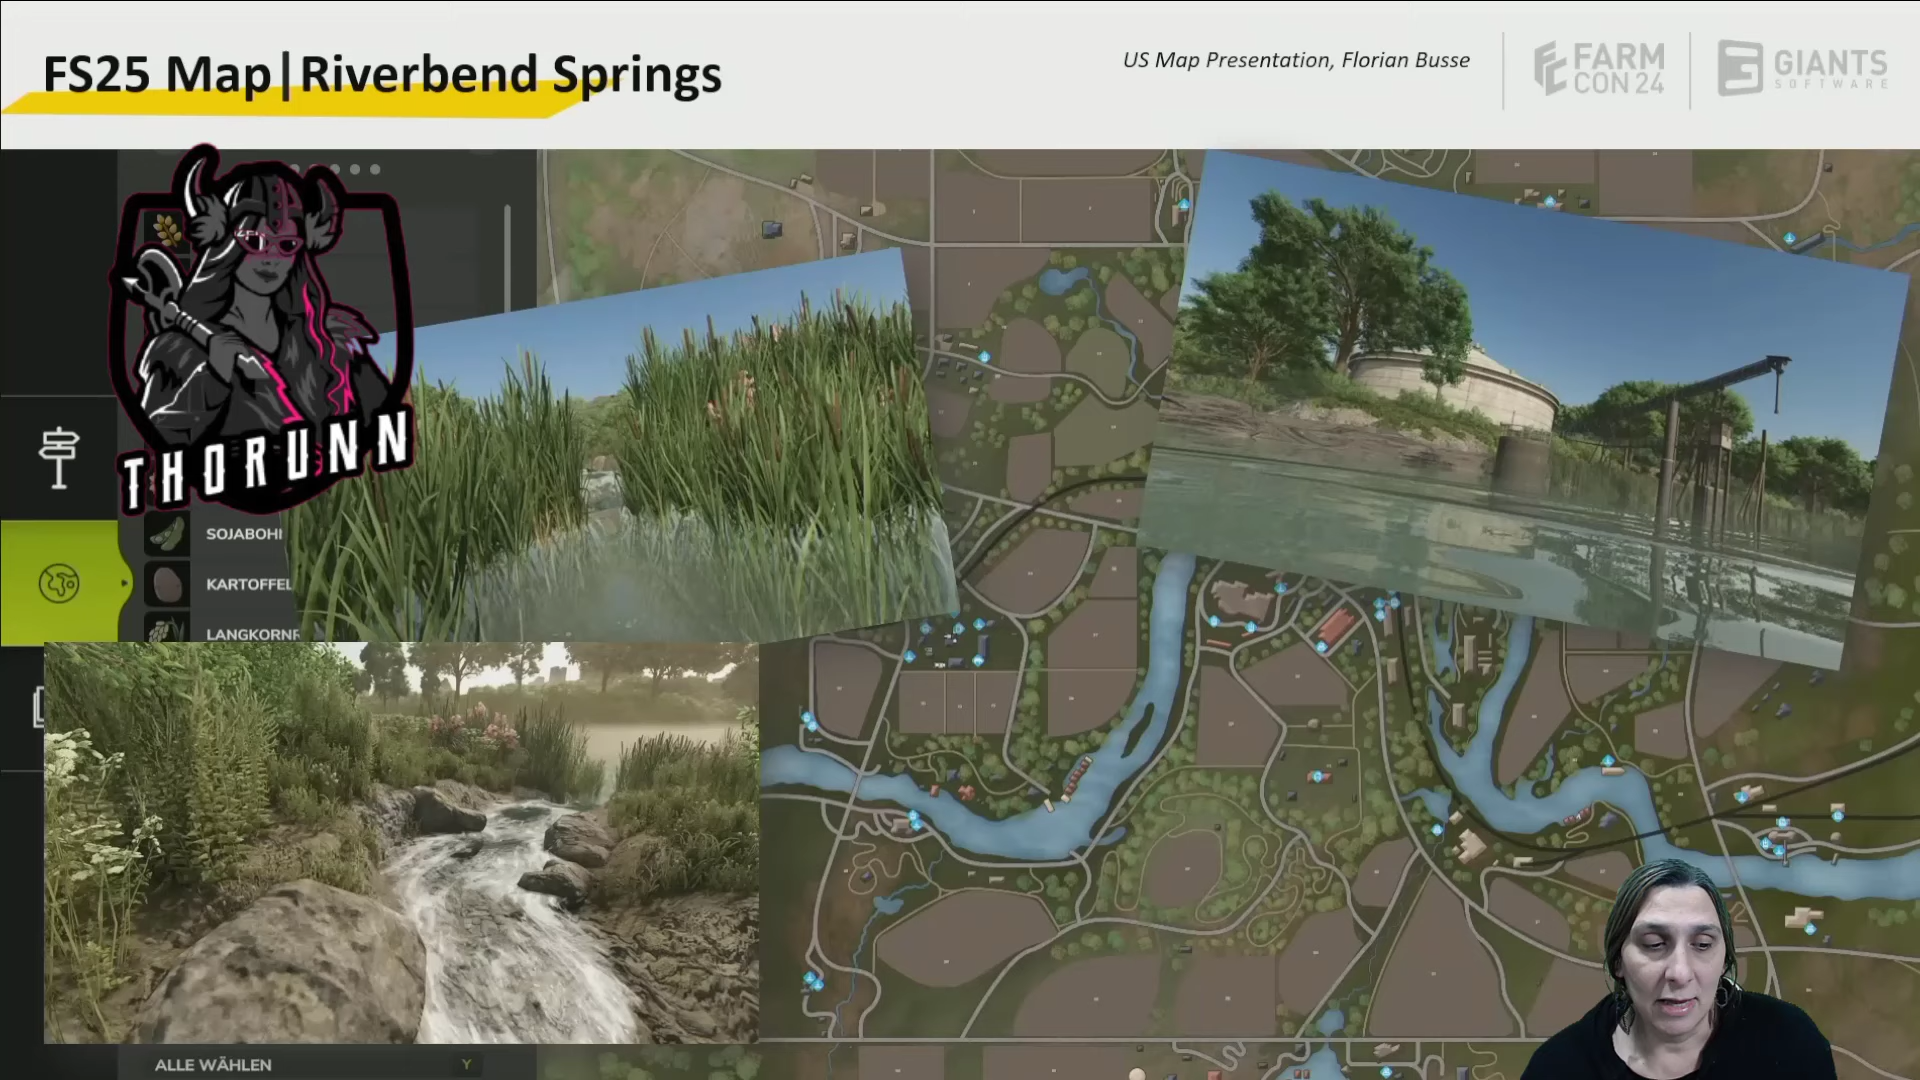 FS25 Map|Riverbend Springs
US Map Presentation, Florian Busse
FARM
CON 24
GIANTS
SOFTWARE
THORUNN
SOJABOH
KARTOFFEL
LANGKORNR
ALLE WÄHLEN
Y